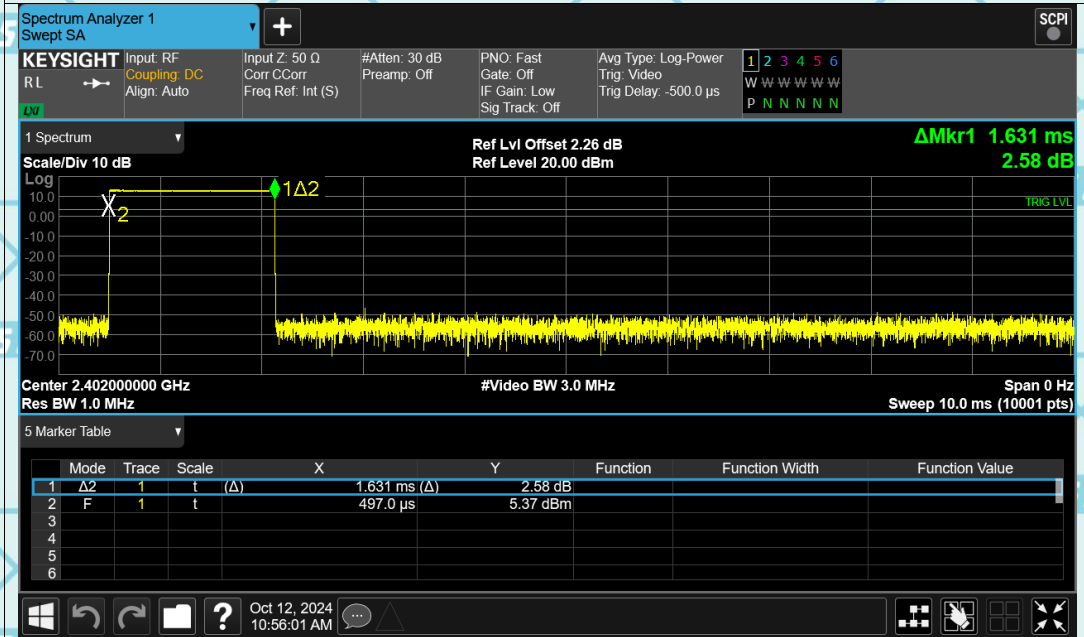 Spectrum Analyzer 1
Swept SA
+
SCPI
KEYSIGHT Input: RF Input Z: 50 Ω #Atten: 30 dB PNO: Fast Avg Type: Log-Power 1 2 3 4 5 6
RL Coupling: DC Corr CCorr Preamp: Off Gate: Off Trig: Video W W W W W W
Align: Auto Freq Ref: Int (S) IF Gain: Low Trig Delay: -500.0 µs P N N N N N
LXI Sig Track: Off
1 Spectrum
Ref Lvl Offset 2.26 dB ΔMkr1 1.631 ms
Scale/Div 10 dB Ref Level 20.00 dBm 2.58 dB
Log
1Δ2
10.0 TRIG LVL
2
0.00
-10.0
-20.0
-30.0
-40.0
-50.0
-60.0
-70.0
Center 2.402000000 GHz #Video BW 3.0 MHz Span 0 Hz
Res BW 1.0 MHz Sweep 10.0 ms (10001 pts)
5 Marker Table
Mode Trace Scale X Y Function Function Width Function Value
1 Δ2 1 t (Δ) 1.631 ms (Δ) 2.58 dB
2 F 1 t 497.0 µs 5.37 dBm
3
4
5
6
? Oct 12, 2024
10:56:01 AM